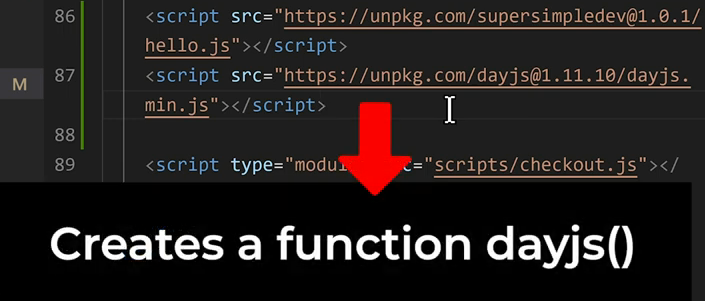 86 <script src="https://unpkg.com/supersimpledev@1.0.1/
hello.js"></script>
M 87 <script src="https://unpkg.com/dayjs@1.11.10/dayjs.
min.js"></script>
88
89 <script type="modu c="scripts/checkout.js"></
Creates a function dayjs()